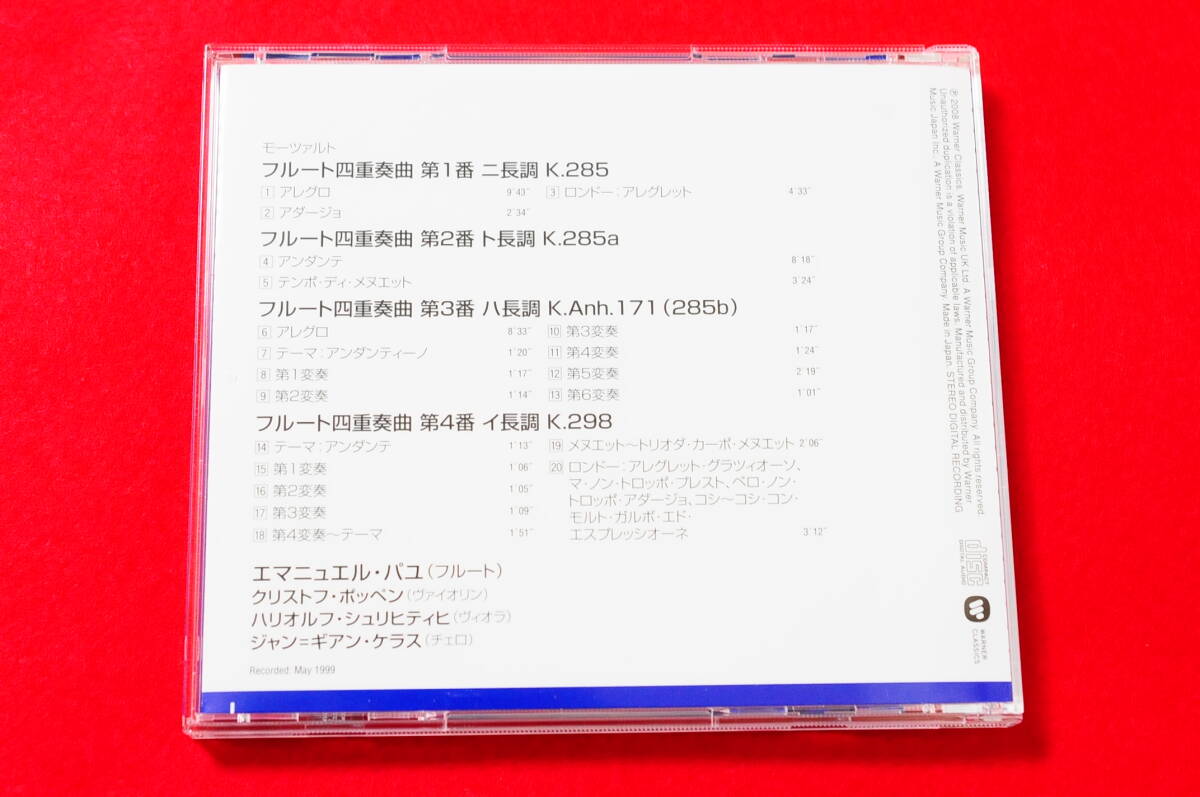 モーツァルト
フルート四重奏曲 第1番 ニ長調 K.285
1 アレグロ 9´43˝
2 アダージョ 2´34˝
3 ロンドー:アレグレット 4´33˝
フルート四重奏曲 第2番 ト長調 K.285a
4 アンダンテ 8´18˝
5 テンポ・ディ・メヌエット 3´24˝
フルート四重奏曲 第3番 ハ長調 K.Anh.171(285b)
6 アレグロ 8´33˝
7 テーマ:アンダンティーノ 1´20˝
8 第1変奏 1´17˝
9 第2変奏 1´14˝
10 第3変奏 1´17˝
11 第4変奏 1´24˝
12 第5変奏 2´19˝
13 第6変奏 1´01˝
フルート四重奏曲 第4番 イ長調 K.298
14 テーマ:アンダンテ 1´13˝
15 第1変奏 1´06˝
16 第2変奏 1´05˝
17 第3変奏 1´09˝
18 第4変奏〜テーマ 1´51˝
19 メヌエット〜トリオダ・カーポ・メヌエット 2´06˝
20 ロンドー:アレグレット・グラツィオーソ、
マ・ノン・トロッポ・プレスト、ペロ・ノン・
トロッポ・アダージョ、コシ〜コシ・コン・
モルト・ガルボ・エド・
エスプレッシオーネ 3´12˝
エマニュエル・パユ(フルート)
クリストフ・ポッペン(ヴァイオリン)
ハリオルフ・シュリヒティヒ(ヴィオラ)
ジャン=ギアン・ケラス(チェロ)
Recorded: May 1999
℗ 2008 Warner Classics, Warner Music UK Ltd. A Warner Music Group Company. All rights reserved.
Unauthorized duplication is a violation of applicable laws. Manufactured and distributed by Warner
Music Japan Inc. A Warner Music Group Company. Made in Japan. STEREO DIGITAL RECORDING
COMPACT
disc
DIGITAL AUDIO
WARNER
CLASSICS